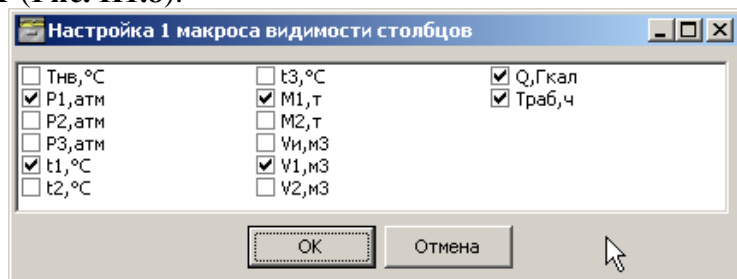 (Рис.
Настройка 1 макроса видимости столбцов
Tнв,°C
P1,атм
P2,атм
P3,атм
t1,°C
t2,°C
t3,°C
M1,т
M2,т
Vи,м3
V1,м3
V2,м3
Q,Гкал
Tраб,ч
OK
Отмена